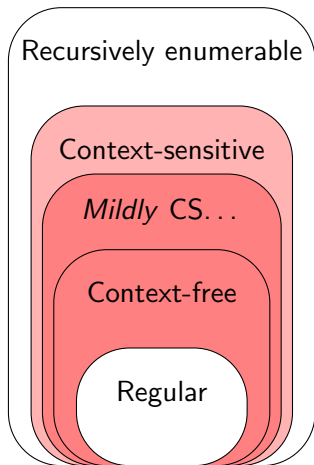 Recursively enumerable
Context-sensitive
Mildly CS...
Context-free
Regular